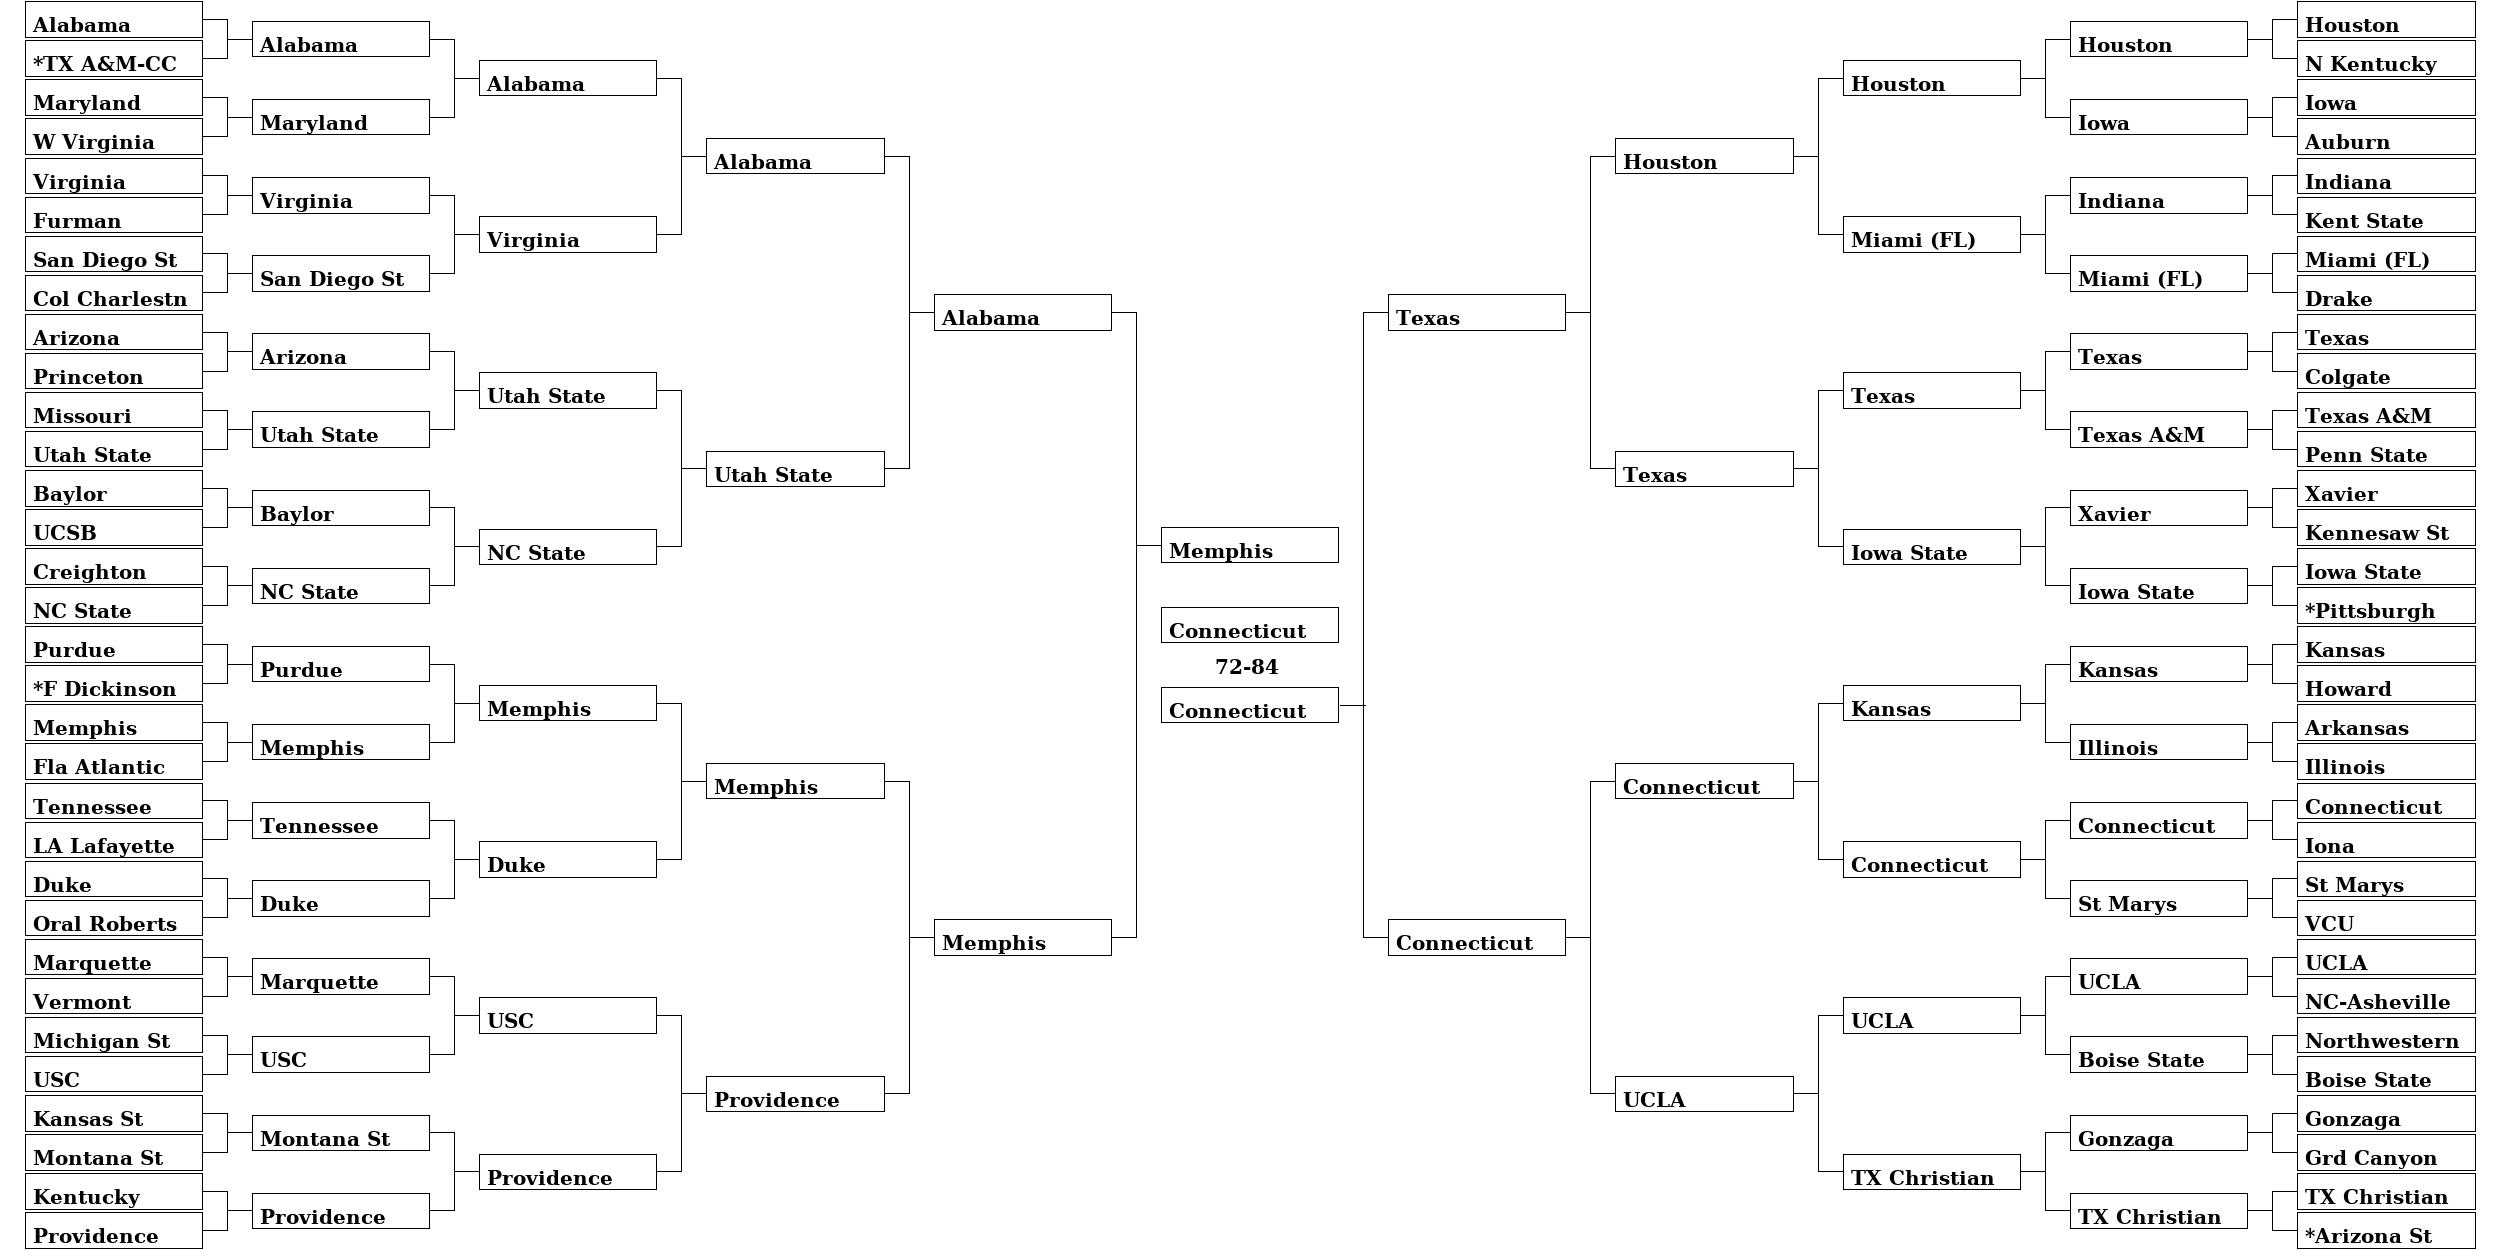 Alabama
*TX A&M-CC
Maryland
W Virginia
Virginia
Furman
San Diego St
Col Charlestn
Arizona
Princeton
Missouri
Utah State
Baylor
UCSB
Creighton
NC State
Purdue
*F Dickinson
Memphis
Fla Atlantic
Tennessee
LA Lafayette
Duke
Oral Roberts
Marquette
Vermont
Michigan St
USC
Kansas St
Montana St
Kentucky
Providence
Alabama
Maryland
Virginia
San Diego St
Arizona
Utah State
Baylor
NC State
Purdue
Memphis
Tennessee
Duke
Marquette
USC
Montana St
Providence
Alabama
Virginia
Utah State
NC State
Memphis
Duke
USC
Providence
Alabama
Utah State
Memphis
Providence
Alabama
Memphis
Memphis
Connecticut
72-84
Connecticut
Texas
Connecticut
Houston
Texas
Connecticut
UCLA
Houston
Miami (FL)
Texas
Iowa State
Kansas
Connecticut
UCLA
TX Christian
Houston
Iowa
Indiana
Miami (FL)
Texas
Texas A&M
Xavier
Iowa State
Kansas
Illinois
Connecticut
St Marys
UCLA
Boise State
Gonzaga
TX Christian
Houston
N Kentucky
Iowa
Auburn
Indiana
Kent State
Miami (FL)
Drake
Texas
Colgate
Texas A&M
Penn State
Xavier
Kennesaw St
Iowa State
*Pittsburgh
Kansas
Howard
Arkansas
Illinois
Connecticut
Iona
St Marys
VCU
UCLA
NC-Asheville
Northwestern
Boise State
Gonzaga
Grd Canyon
TX Christian
*Arizona St